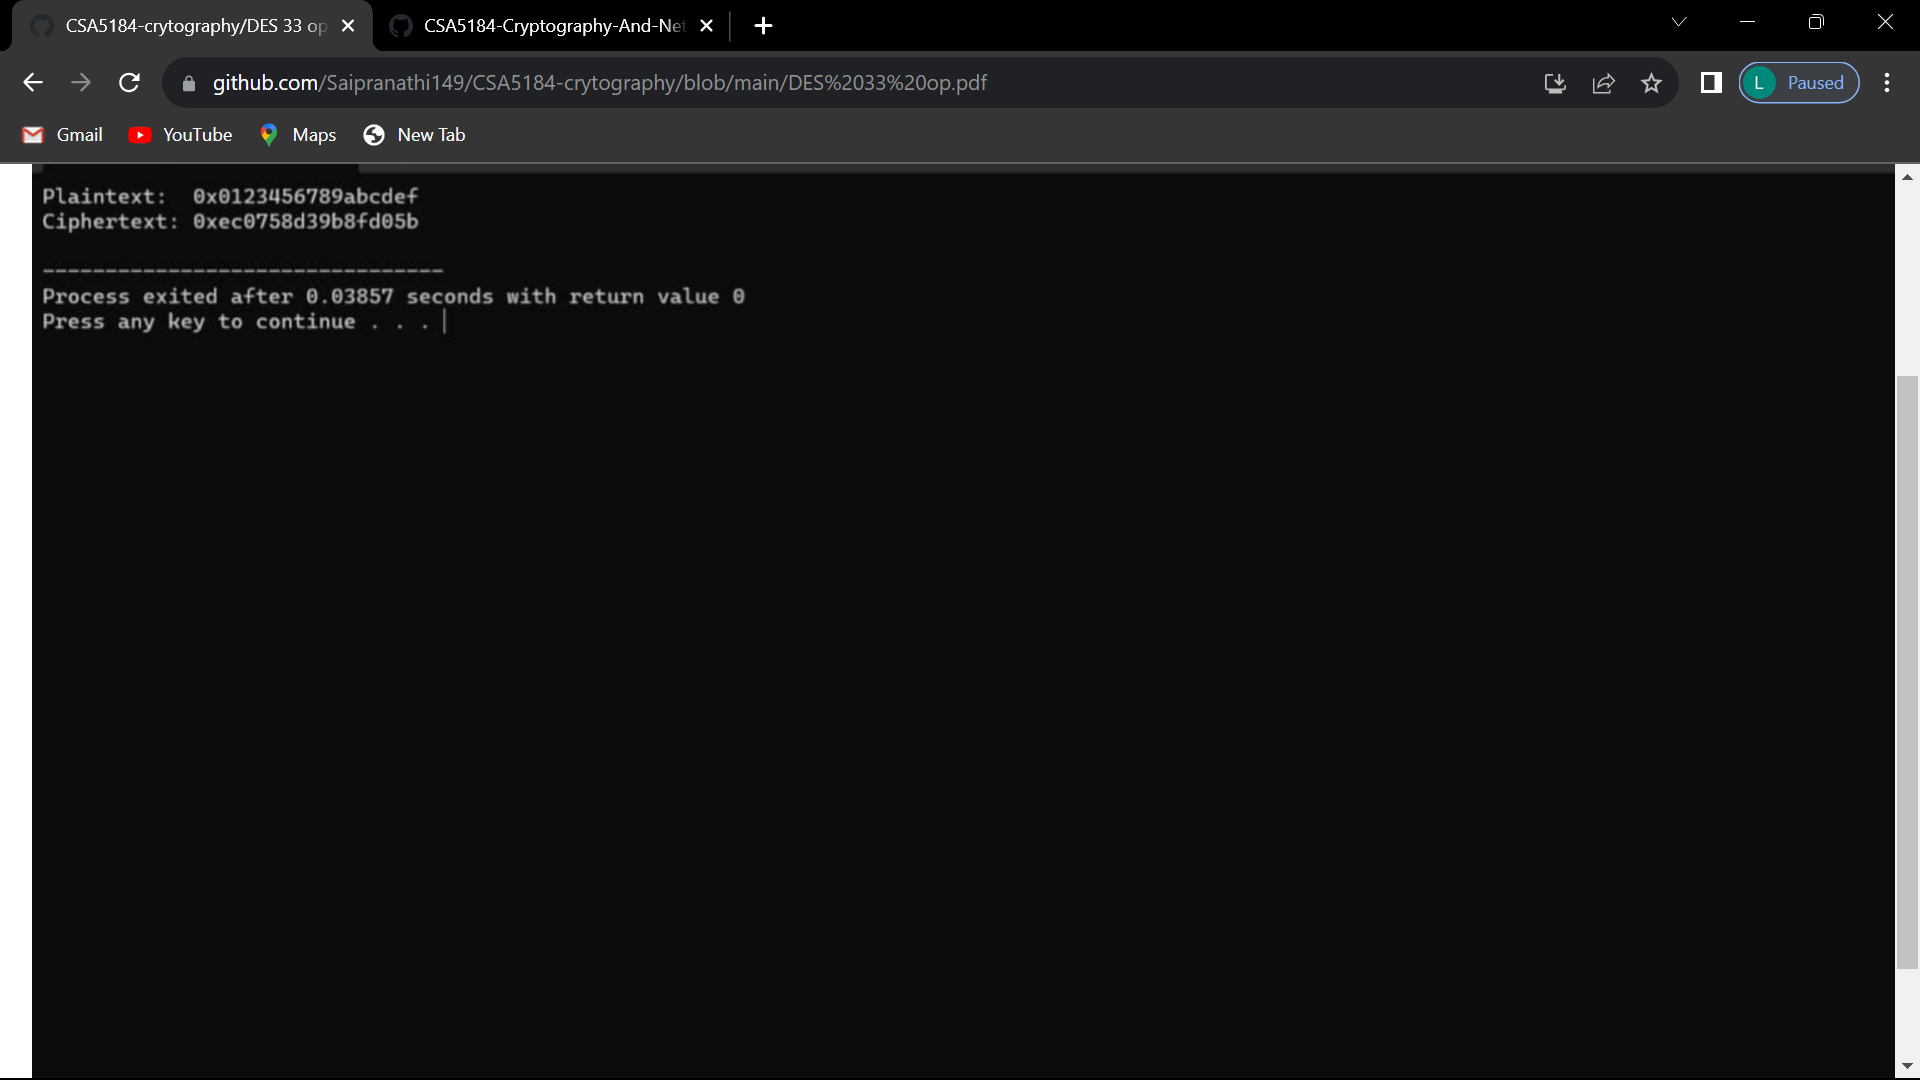 CSA5184-crytography/DES 33 op
CSA5184-Cryptography-And-Net
github.com/Saipranathi149/CSA5184-crytography/blob/main/DES%2033%20op.pdf
L Paused
Gmail YouTube Maps New Tab
Plaintext: 0x0123456789abcdef
Ciphertext: 0xec0758d39b8fd05b
--------------------------------
Process exited after 0.03857 seconds with return value 0
Press any key to continue . . .